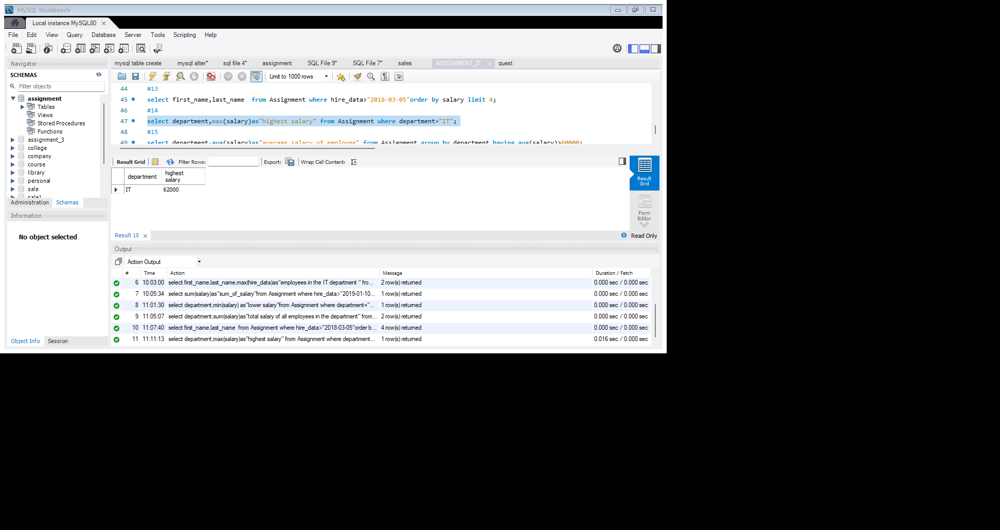 MySQL Workbench
Local instance MySQL80
File Edit View Query Database Server Tools Scripting Help
Navigator
SCHEMAS
Filter objects
assignment
Tables
Views
Stored Procedures
Functions
assignment_3
college
company
course
library
personal
sale
sale1
Administration Schemas
Information
No object selected
Object Info Session
mysql table create mysql alter* sql file 4* assignment SQL File 9* SQL File 7* sales ASSIGNMENT_3* quest
Limit to 1000 rows
44 #13
45 select first_name,last_name  from Assignment where hire_data>"2018-03-05"order by salary limit 4;
46 #14
47 select department,max(salary)as"highest salary" from Assignment where department="IT";
48 #15
49 select department,avg(salary)as"average salary of employee" from Assignment group by department having avg(salary)>60000;
Result Grid Filter Rows: Export: Wrap Cell Content:
department highest salary
IT 62000
Result Grid
Form Editor
Result 10 Read Only
Output
Action Output
# Time Action Message Duration / Fetch
6 10:03:00 select first_name,last_name,max(hire_data)as"employees in the IT department " fro... 2 row(s) returned 0.000 sec / 0.000 sec
7 10:05:34 select sum(salary)as"sum_of_salary"from Assignment where hire_data>"2019-01-10... 1 row(s) returned 0.000 sec / 0.000 sec
8 11:01:30 select department,min(salary) as"lower salary"from Assignment where department="... 1 row(s) returned 0.000 sec / 0.000 sec
9 11:05:07 select department,sum(salary)as"total salary of all employees in the department" from... 2 row(s) returned 0.000 sec / 0.000 sec
10 11:07:40 select first_name,last_name  from Assignment where hire_data>"2018-03-05"order b... 4 row(s) returned 0.000 sec / 0.000 sec
11 11:11:13 select department,max(salary)as"highest salary" from Assignment where department... 1 row(s) returned 0.016 sec / 0.000 sec